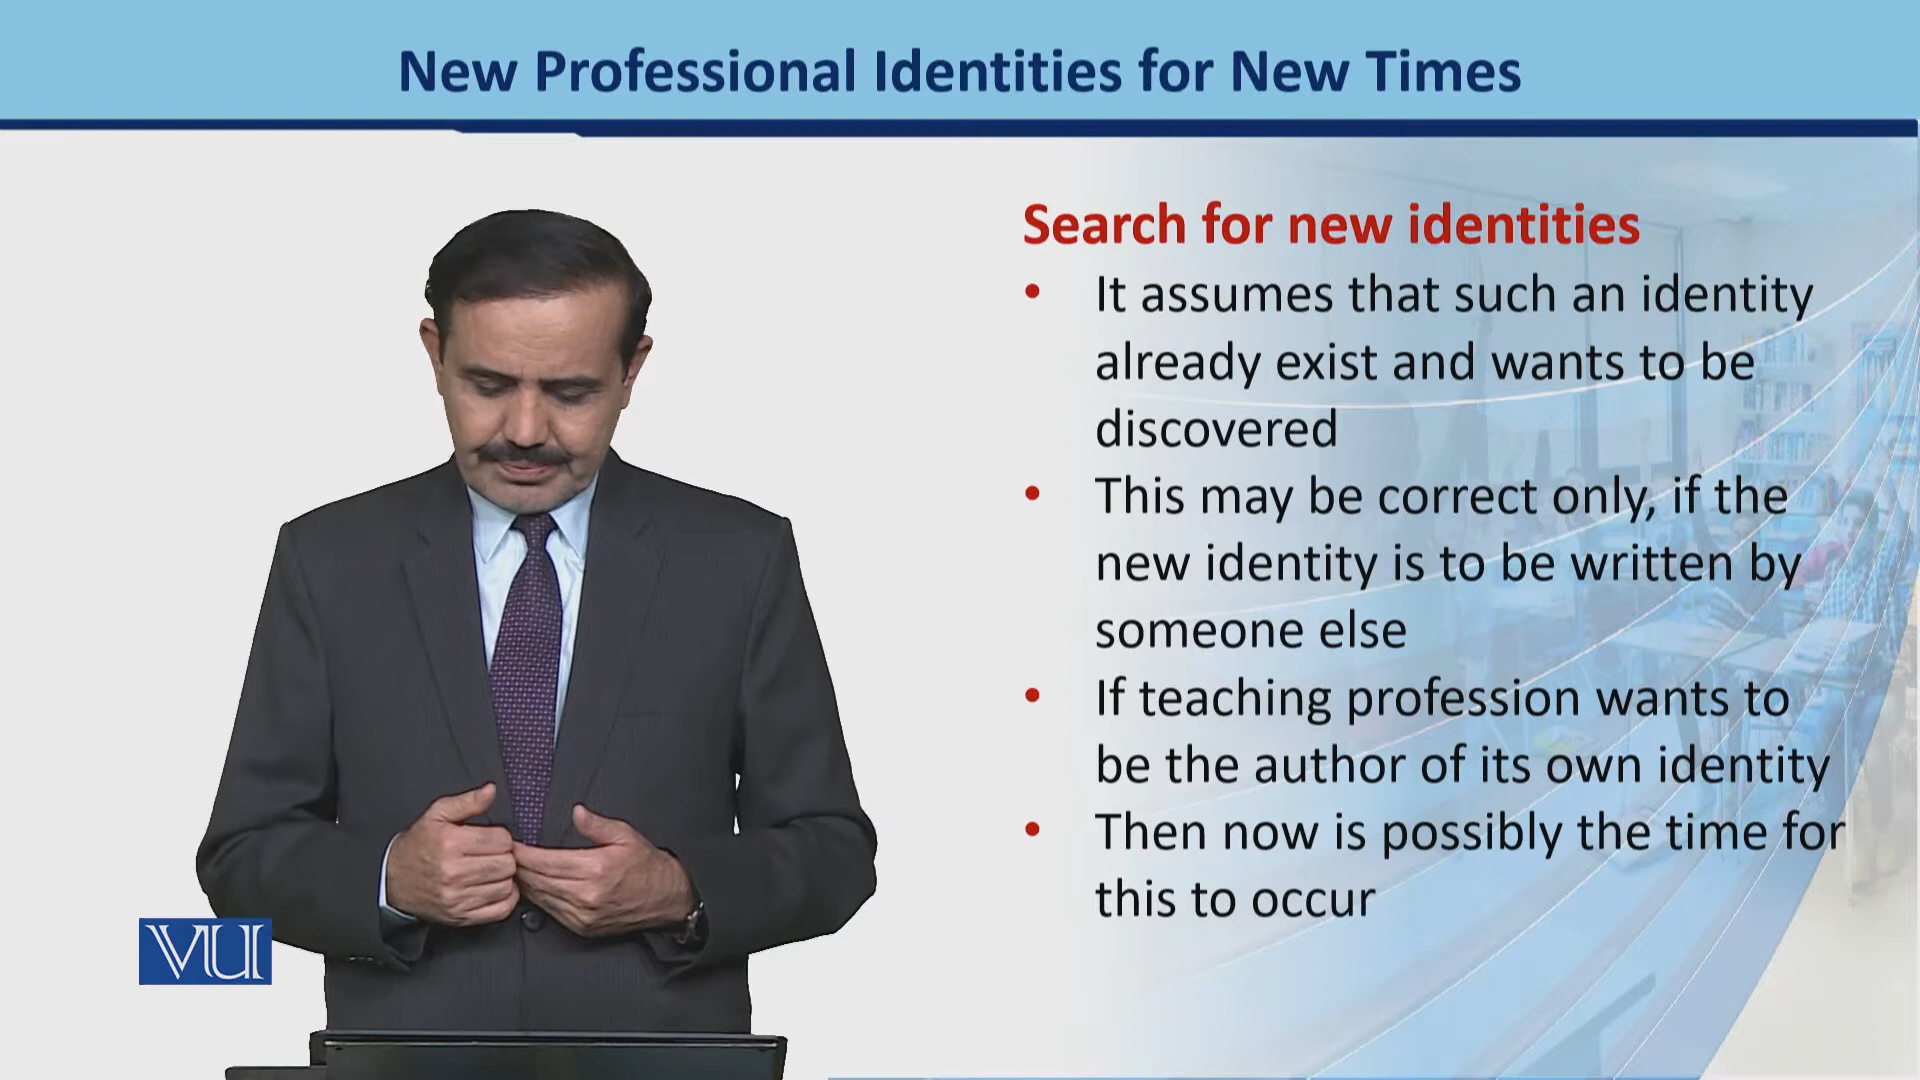 New Professional Identities for New Times
Search for new identities
• It assumes that such an identity
already exist and wants to be
discovered
• This may be correct only, if the
new identity is to be written by
someone else
• If teaching profession wants to
be the author of its own identity
• Then now is possibly the time for
this to occur
VU